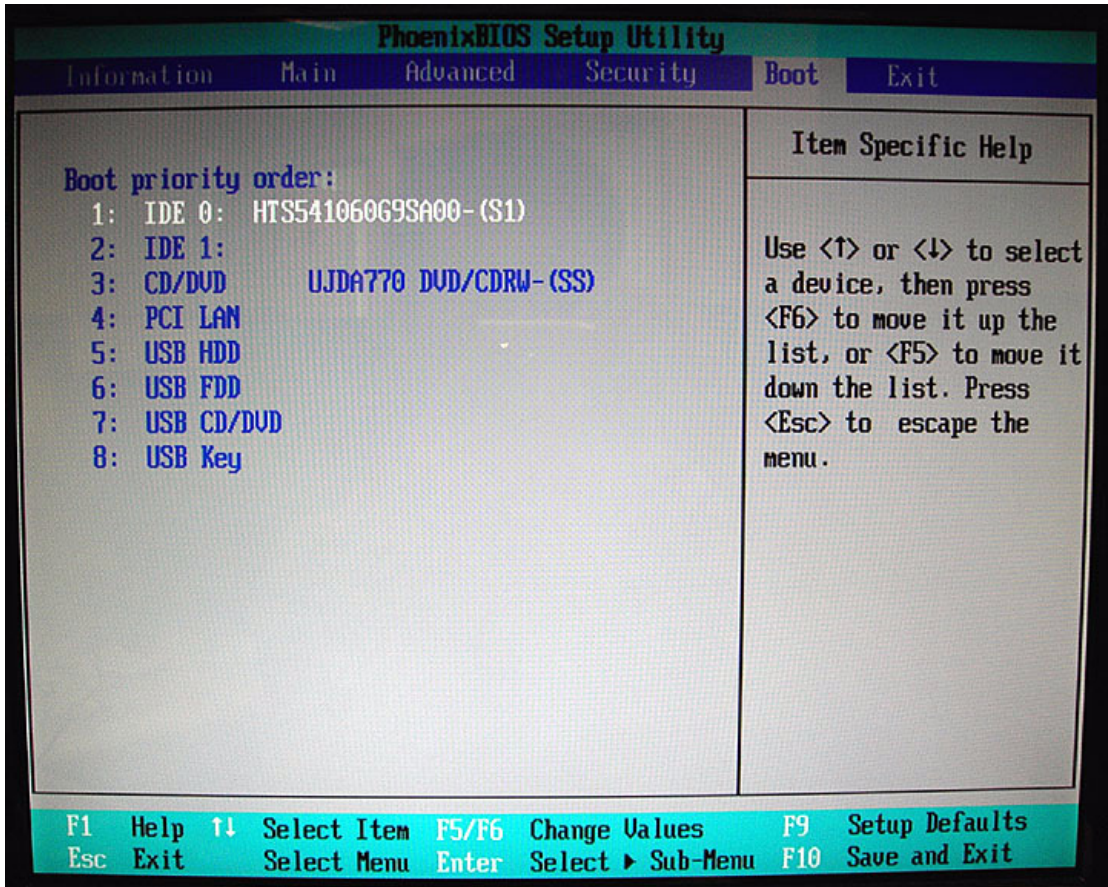 PhoenixBIOS Setup Utility
Information Main Advanced Security Boot Exit
Boot priority order:
1: IDE 0: HTS541060G9SA00-(S1)
2: IDE 1:
3: CD/DVD UJDA770 DVD/CDRW-(SS)
4: PCI LAN
5: USB HDD
6: USB FDD
7: USB CD/DVD
8: USB Key
Item Specific Help
Use <↑> or <↓> to select
a device, then press
<F6> to move it up the
list, or <F5> to move it
down the list. Press
<Esc> to escape the
menu.
F1 Help ↑↓ Select Item F5/F6 Change Values F9 Setup Defaults
Esc Exit Select Menu Enter Select ▶ Sub-Menu F10 Save and Exit